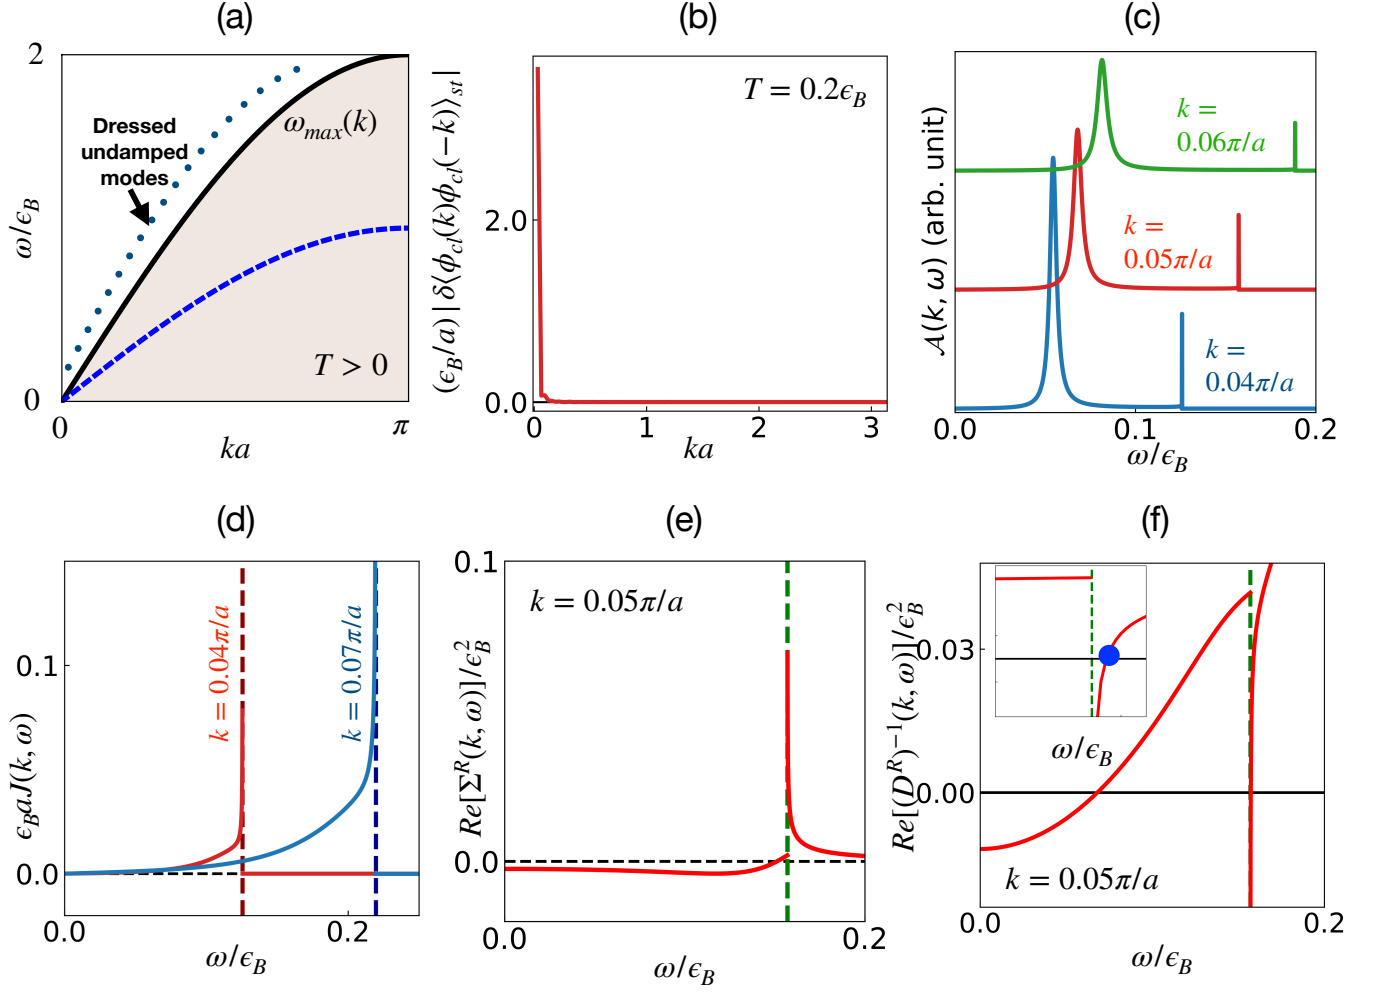 (a)
2
ω/ϵ_B
0
Dressed
undamped
modes
ω_max(k)
T > 0
0
π
ka
(b)
(ϵ_B/a) | δ⟨ϕ_cl(k)ϕ_cl(−k)⟩_st |
T = 0.2ϵ_B
2.0
0.0
0
1
2
3
ka
(c)
𝒜(k, ω) (arb. unit)
k =
0.06π/a
k =
0.05π/a
k =
0.04π/a
0.0
0.1
0.2
ω/ϵ_B
(d)
ϵ_B aJ(k, ω)
0.1
0.0
k = 0.04π/a
k = 0.07π/a
0.0
0.2
ω/ϵ_B
(e)
Re[Σ^R(k, ω)]/ϵ_B^2
0.1
0.0
k = 0.05π/a
0.0
0.2
ω/ϵ_B
(f)
Re[(D^R)^−1(k, ω)]/ϵ_B^2
0.03
0.00
ω/ϵ_B
k = 0.05π/a
0.0
0.2
ω/ϵ_B